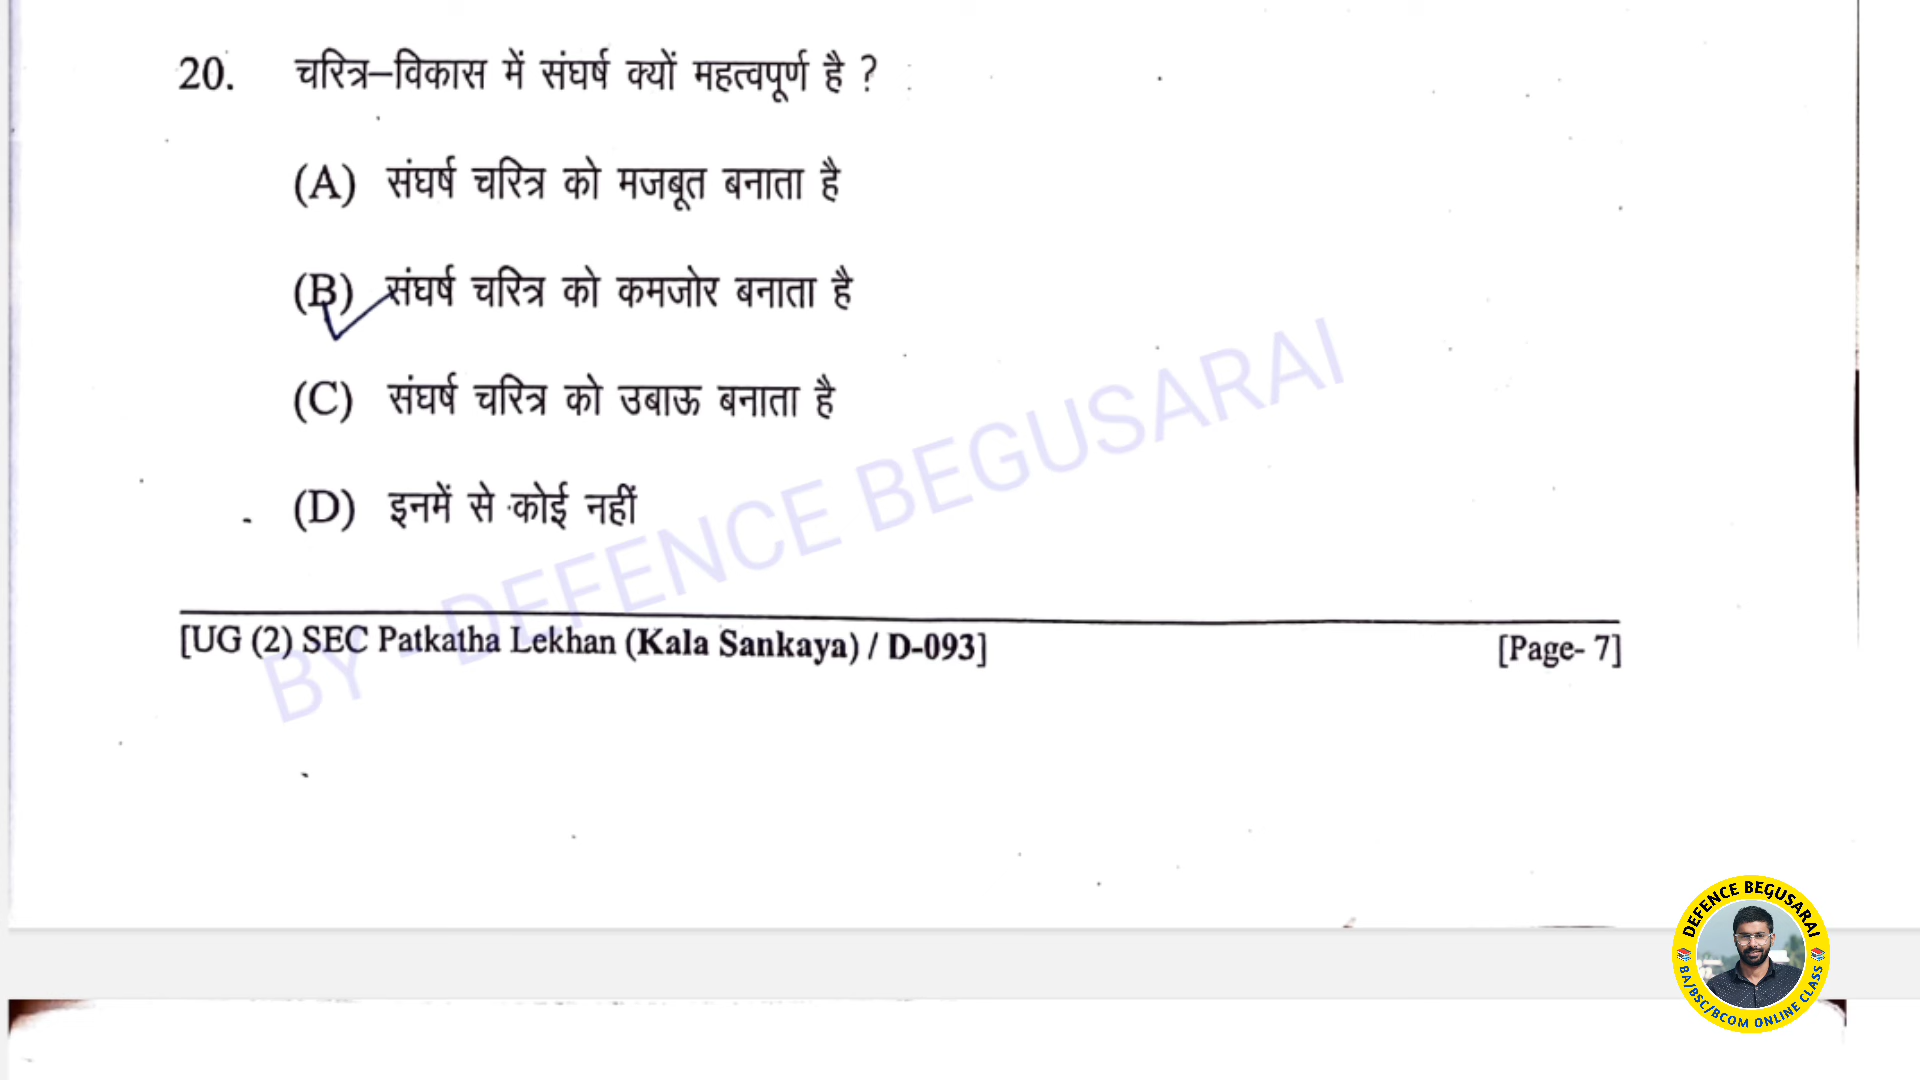 20. चरित्र–विकास में संघर्ष क्यों महत्वपूर्ण है ?
(A) संघर्ष चरित्र को मजबूत बनाता है
(B) संघर्ष चरित्र को कमजोर बनाता है
(C) संघर्ष चरित्र को उबाऊ बनाता है
(D) इनमें से कोई नहीं
BY - DEFENCE BEGUSARAI
[UG (2) SEC Patkatha Lekhan (Kala Sankaya) / D-093] [Page- 7]
DEFENCE BEGUSARAI
BA/BSC/BCOM ONLINE CLASS